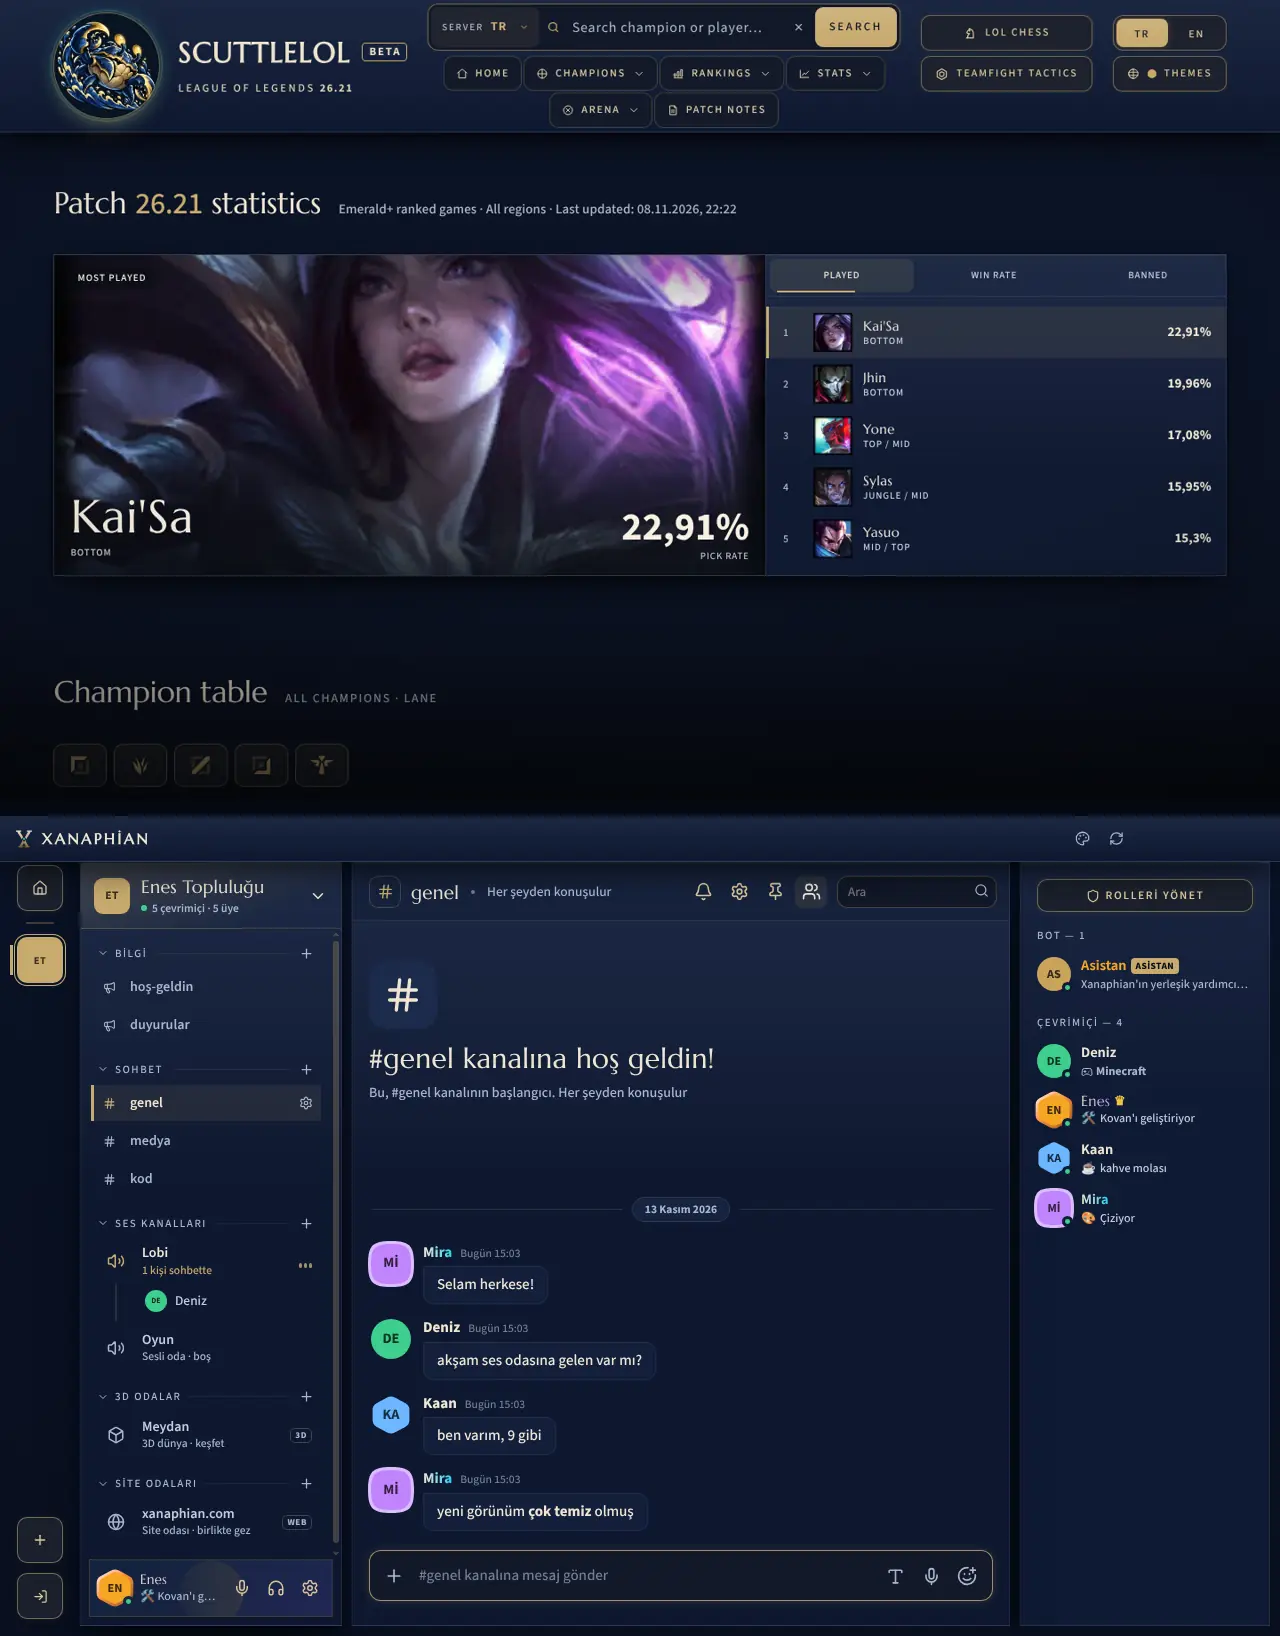 SCUTTLELOL BETA
LEAGUE OF LEGENDS 26.21
SERVER TR
Search champion or player...
× SEARCH
HOME
CHAMPIONS
RANKINGS
STATS
ARENA
PATCH NOTES
LOL CHESS
TEAMFIGHT TACTICS
TR EN
THEMES
Patch 26.21 statistics Emerald+ ranked games · All regions · Last updated: 08.11.2026, 22:22
MOST PLAYED
Kai'Sa
BOTTOM
22,91%
PICK RATE
PLAYED WIN RATE BANNED
1 Kai'Sa 22,91%
BOTTOM
2 Jhin 19,96%
BOTTOM
3 Yone 17,08%
TOP / MID
4 Sylas 15,95%
JUNGLE / MID
5 Yasuo 15,3%
MID / TOP
Champion table ALL CHAMPIONS · LANE
XANAPHİAN
ET
ET Enes Topluluğu
5 çevrimiçi · 5 üye
BİLGİ
hoş-geldin
duyurular
SOHBET
# genel
# medya
# kod
SES KANALLARI
Lobi
1 kişi sohbette
DE Deniz
Oyun
Sesli oda · boş
3D ODALAR
Meydan 3D
3D dünya · keşfet
SİTE ODALARI
xanaphian.com WEB
Site odası · birlikte gez
EN Enes
🛠️ Kovan'ı g...
# genel • Her şeyden konuşulur
Ara
#
#genel kanalına hoş geldin!
Bu, #genel kanalının başlangıcı. Her şeyden konuşulur
13 Kasım 2026
Mİ Mira Bugün 15:03
Selam herkese!
DE Deniz Bugün 15:03
akşam ses odasına gelen var mı?
KA Kaan Bugün 15:03
ben varım, 9 gibi
Mİ Mira Bugün 15:03
yeni görünüm çok temiz olmuş
#genel kanalına mesaj gönder
ROLLERİ YÖNET
BOT — 1
AS Asistan ASİSTAN
Xanaphian'ın yerleşik yardımcı...
ÇEVRİMİÇİ — 4
DE Deniz
Minecraft
EN Enes
🛠️ Kovan'ı geliştiriyor
KA Kaan
☕ kahve molası
Mİ Mira
🎨 Çiziyor